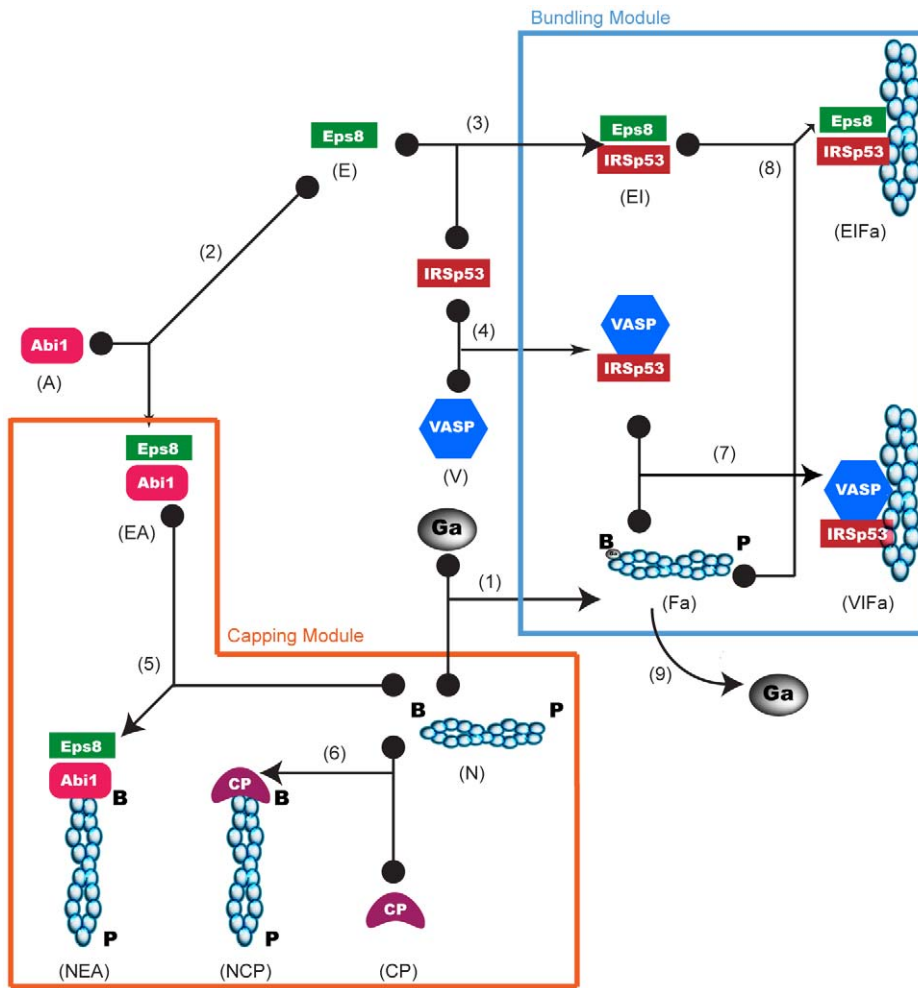 Bundling Module
Eps8
(E)
(3)
Eps8
IRSp53
(EI)
(8)
Eps8
IRSp53
(EIFa)
(2)
IRSp53
Abi1
(A)
(4)
VASP
IRSp53
VASP
(V)
Eps8
Abi1
(EA)
(7)
VASP
IRSp53
(VIFa)
Ga
(1)
B
P
(Fa)
Capping Module
(5)
(9)
Ga
B
P
(N)
Eps8
Abi1
B
(6)
CP
B
CP
P
P
(NEA)
(NCP)
(CP)